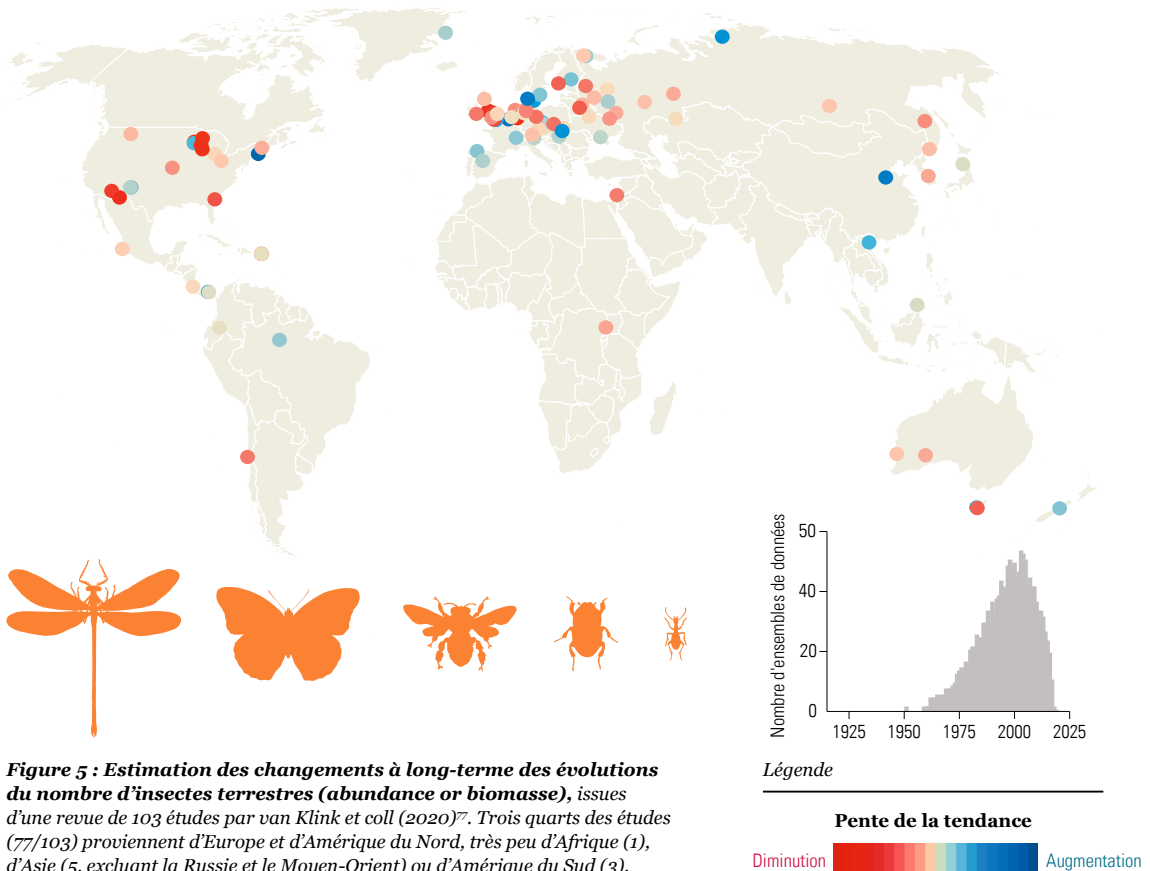 Nombre d'ensembles de données
50
40
20
0
1925 1950 1975 2000 2025
Figure 5 : Estimation des changements à long-terme des évolutions
du nombre d'insectes terrestres (abundance or biomasse), issues
d'une revue de 103 études par van Klink et coll (2020)⁷⁷. Trois quarts des études
(77/103) proviennent d'Europe et d'Amérique du Nord, très peu d'Afrique (1),
d'Asie (5, excluant la Russie et le Moyen-Orient) ou d'Amérique du Sud (3).
Légende
Pente de la tendance
Diminution Augmentation